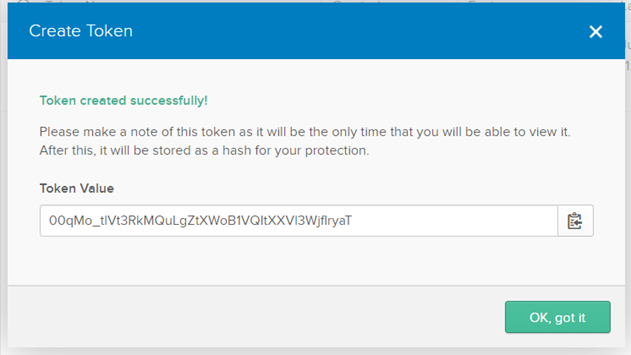 Create Token
Token created successfully!
Please make a note of this token as it will be the only time that you will be able to view it.
After this, it will be stored as a hash for your protection.
Token Value
00qMo_tlVt3RkMQuLgZtXWoB1VQItXXVl3WjflryaT
OK, got it